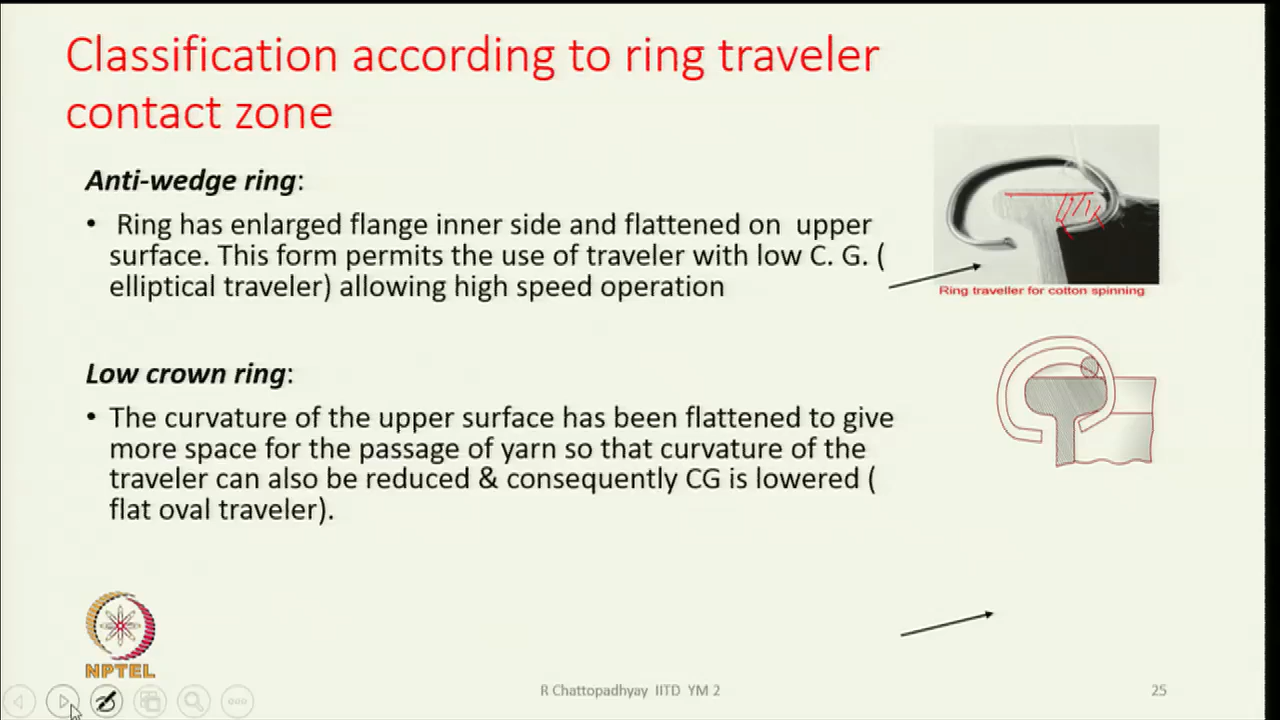 Classification according to ring traveler
contact zone
Anti-wedge ring:
• Ring has enlarged flange inner side and flattened on upper
surface. This form permits the use of traveler with low C. G. (
elliptical traveler) allowing high speed operation
Ring traveller for cotton spinning
Low crown ring:
• The curvature of the upper surface has been flattened to give
more space for the passage of yarn so that curvature of the
traveler can also be reduced & consequently CG is lowered (
flat oval traveler).
NPTEL
R Chattopadhyay IITD YM 2
25